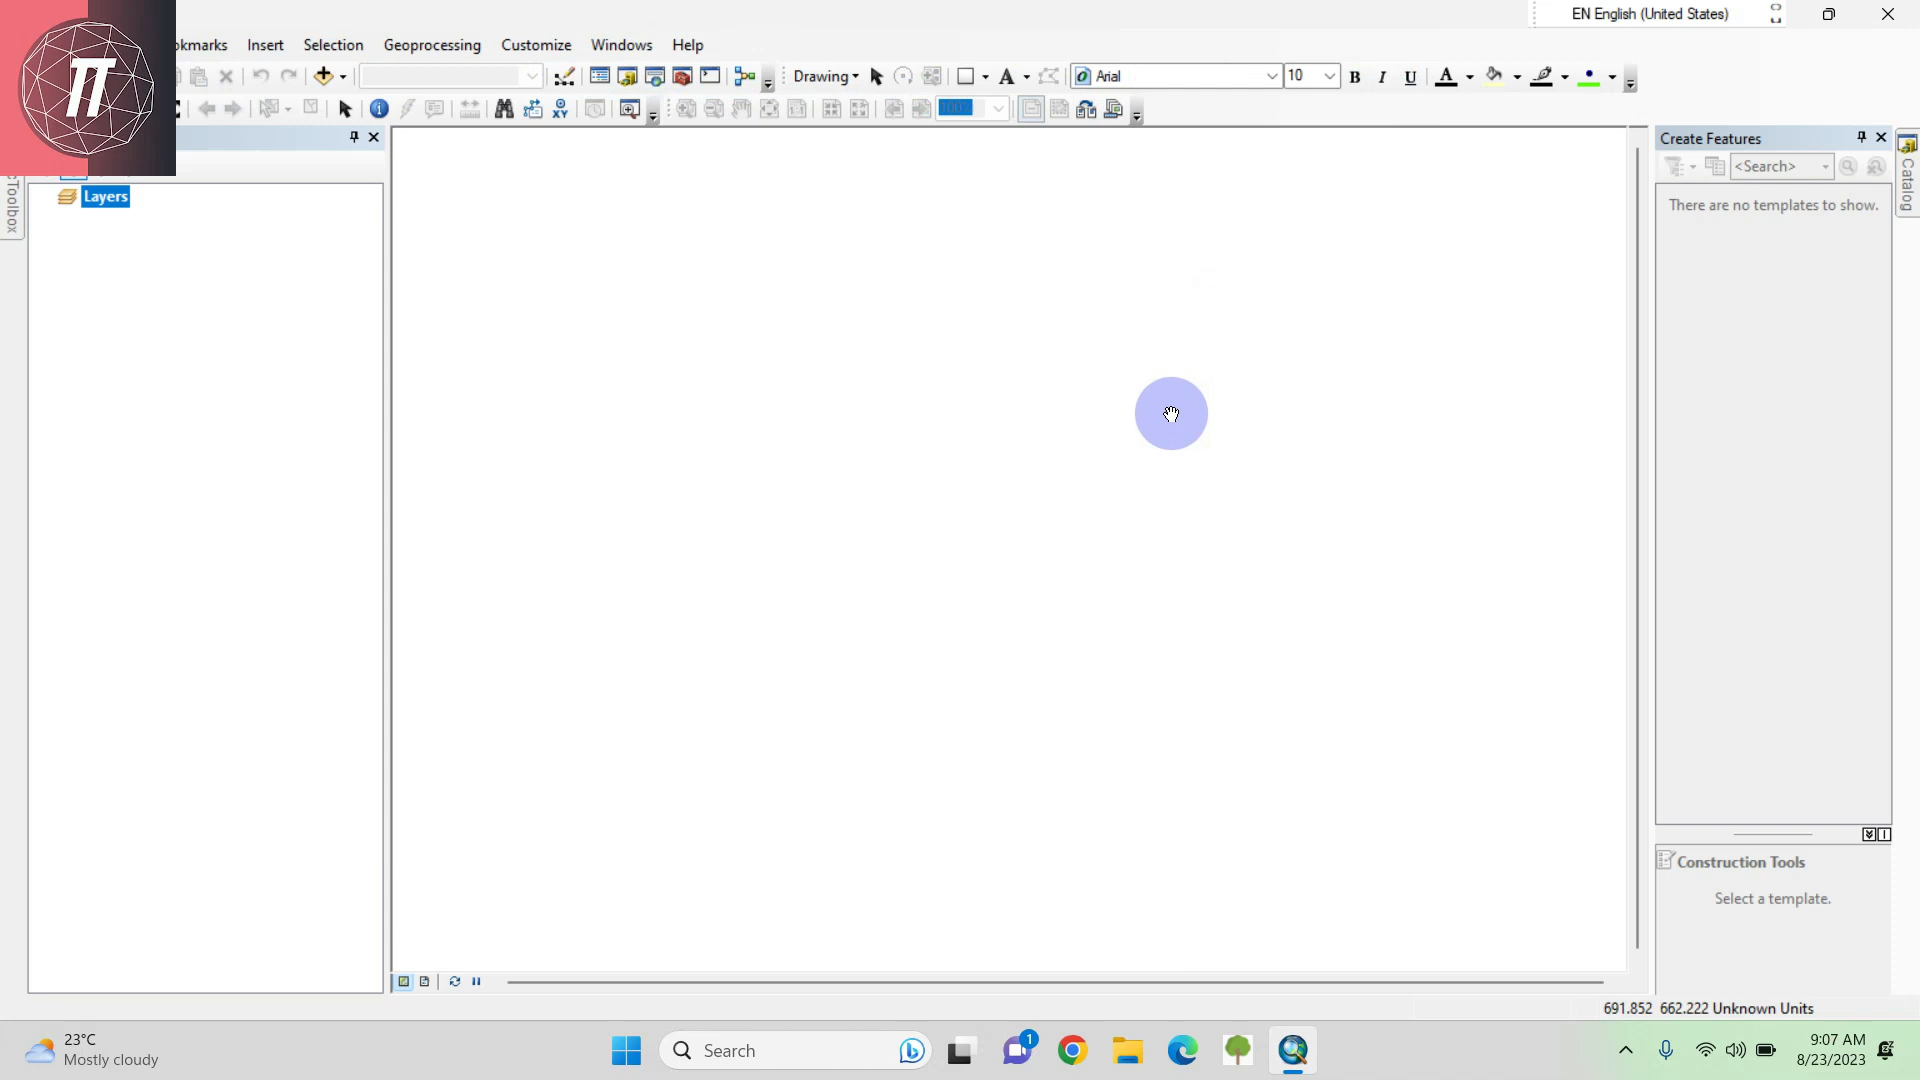 EN English (United States)
okmarks Insert Selection Geoprocessing Customize Windows Help
Drawing Arial 10 B I U A
100%
Create Features
<Search>
There are no templates to show.
Catalog
Toolbox
Layers
Construction Tools
Select a template.
691.852 662.222 Unknown Units
23°C
Mostly cloudy
Search
1
9:07 AM
8/23/2023